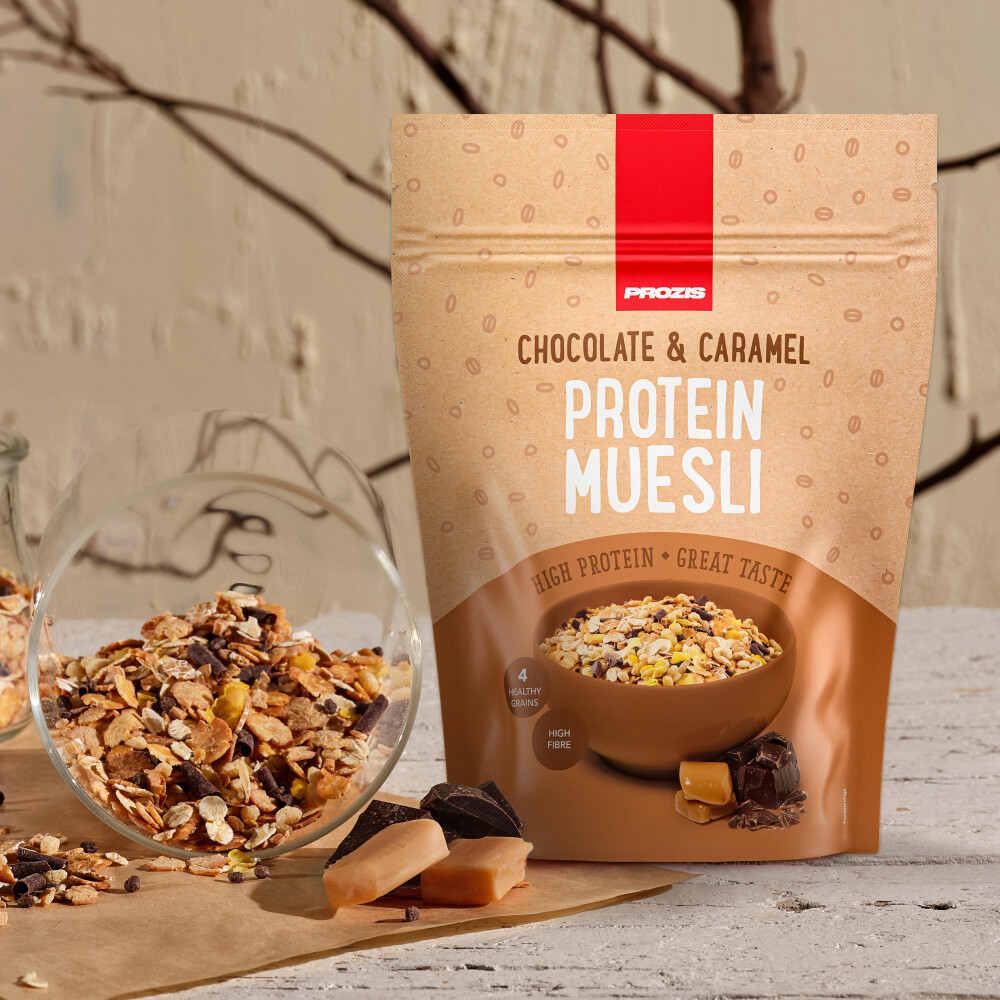 PROZIS
CHOCOLATE & CARAMEL
PROTEIN
MUESLI
HIGH PROTEIN • GREAT TASTE
4
HEALTHY
GRAINS
HIGH
FIBRE